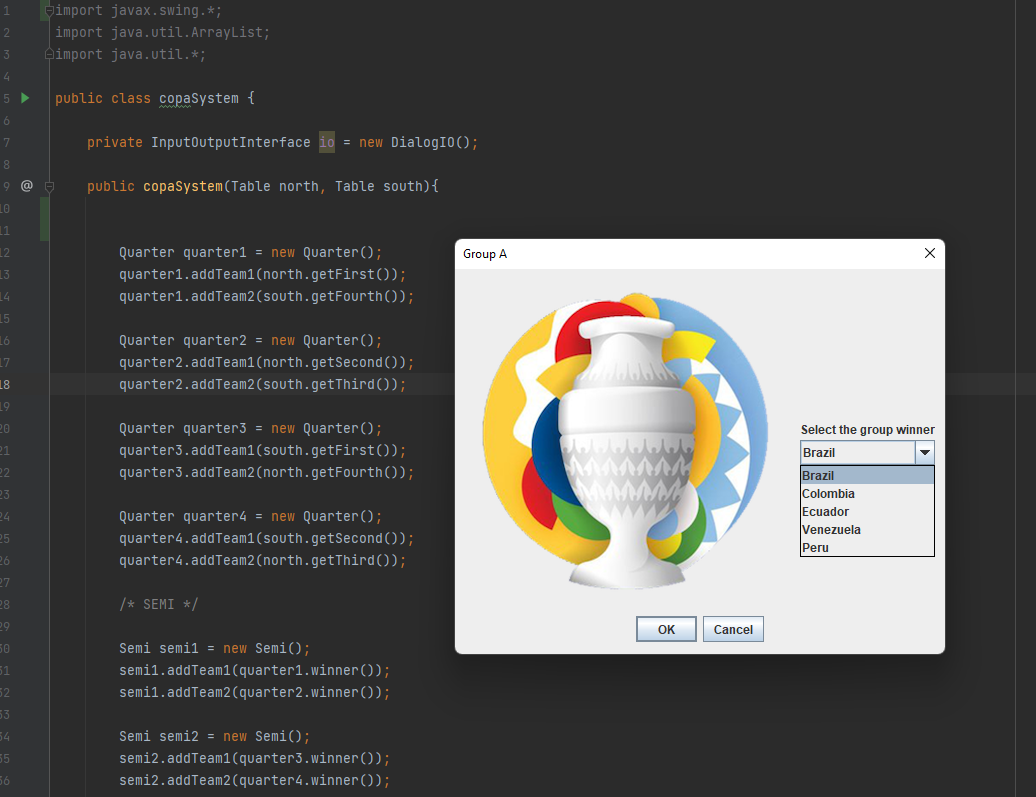 1 import javax.swing.*;
2 import java.util.ArrayList;
3 import java.util.*;
4
5 public class copaSystem {
6
7 private InputOutputInterface io = new DialogIO();
8
9 @ public copaSystem(Table north, Table south){
10
11
12 Quarter quarter1 = new Quarter();
13 quarter1.addTeam1(north.getFirst());
14 quarter1.addTeam2(south.getFourth());
15
16 Quarter quarter2 = new Quarter();
17 quarter2.addTeam1(north.getSecond());
18 quarter2.addTeam2(south.getThird());
19
20 Quarter quarter3 = new Quarter();
21 quarter3.addTeam1(south.getFirst());
22 quarter3.addTeam2(north.getFourth());
23
24 Quarter quarter4 = new Quarter();
25 quarter4.addTeam1(south.getSecond());
26 quarter4.addTeam2(north.getThird());
27
28 /* SEMI */
29
30 Semi semi1 = new Semi();
31 semi1.addTeam1(quarter1.winner());
32 semi1.addTeam2(quarter2.winner());
33
34 Semi semi2 = new Semi();
35 semi2.addTeam1(quarter3.winner());
36 semi2.addTeam2(quarter4.winner());
Group A
Select the group winner
Brazil
Brazil
Colombia
Ecuador
Venezuela
Peru
OK Cancel